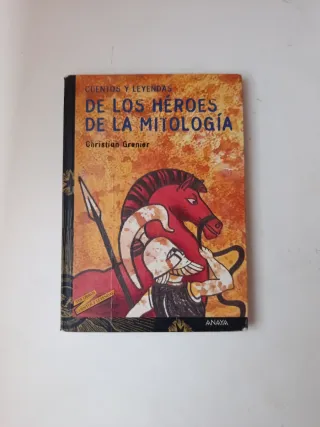 CUENTOS Y LEYENDAS
DE LOS HÉROES
DE LA MITOLOGÍA
Christian Grenier
ANAYA